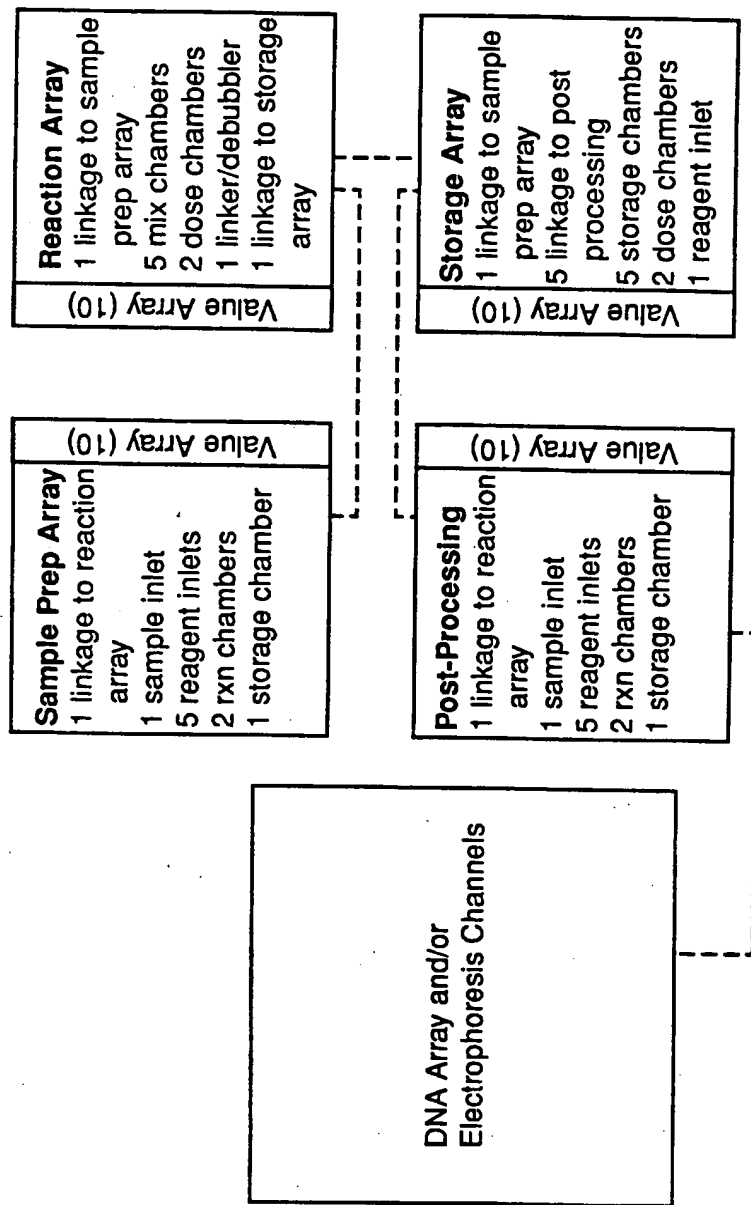 Sample Prep Array
1 linkage to reaction
array
1 sample inlet
5 reagent inlets
2 rxn chambers
1 storage chamber
Value Array (10)
Value Array (10)
Reaction Array
1 linkage to sample
prep array
5 mix chambers
2 dose chambers
1 linker/debubbler
1 linkage to storage
array
DNA Array and/or
Electrophoresis Channels
Post-Processing
1 linkage to reaction
array
1 sample inlet
5 reagent inlets
2 rxn chambers
1 storage chamber
Value Array (10)
Value Array (10)
Storage Array
1 linkage to sample
prep array
5 linkage to post
processing
5 storage chambers
2 dose chambers
1 reagent inlet